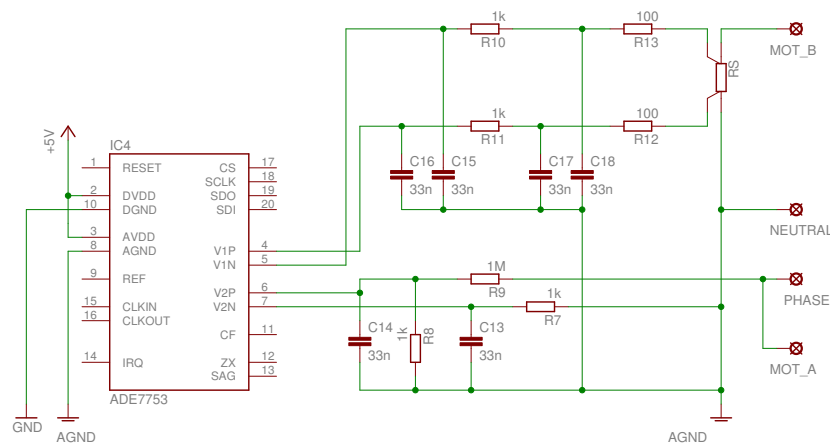 1k
R10
100
R13
MOT_B
RS
1k
R11
100
R12
+5V
IC4
C16
33n
C15
33n
C17
33n
C18
33n
1
RESET
CS
17
SCLK
18
2
DVDD
SDO
19
10
DGND
SDI
20
3
AVDD
8
AGND
V1P
4
V1N
5
NEUTRAL
9
REF
V2P
6
V2N
7
1M
R9
1k
R7
PHASE
15
CLKIN
16
CLKOUT
CF
11
C14
33n
1k
R8
C13
33n
14
IRQ
ZX
12
SAG
13
MOT_A
ADE7753
GND
AGND
AGND